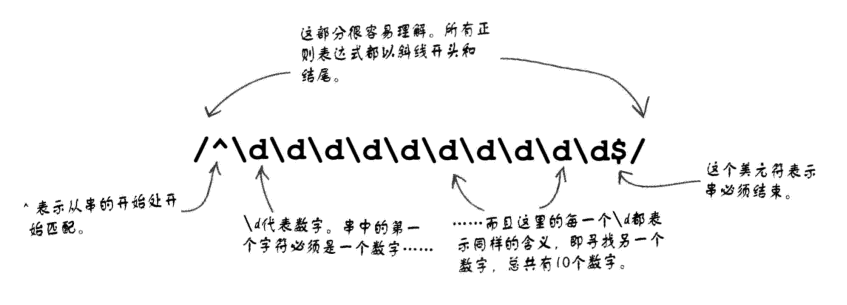 这部分很容易理解。所有正
则表达式都以斜线开头和
结尾。
/^\d\d\d\d\d\d\d\d\d\d$/
^ 表示从串的开始处开
始匹配。
\d代表数字。串中的第一
个字符必须是一个数字……
……而且这里的每一个\d都表
示同样的含义，即寻找另一个
数字，总共有10个数字。
这个美元符表示
串必须结束。